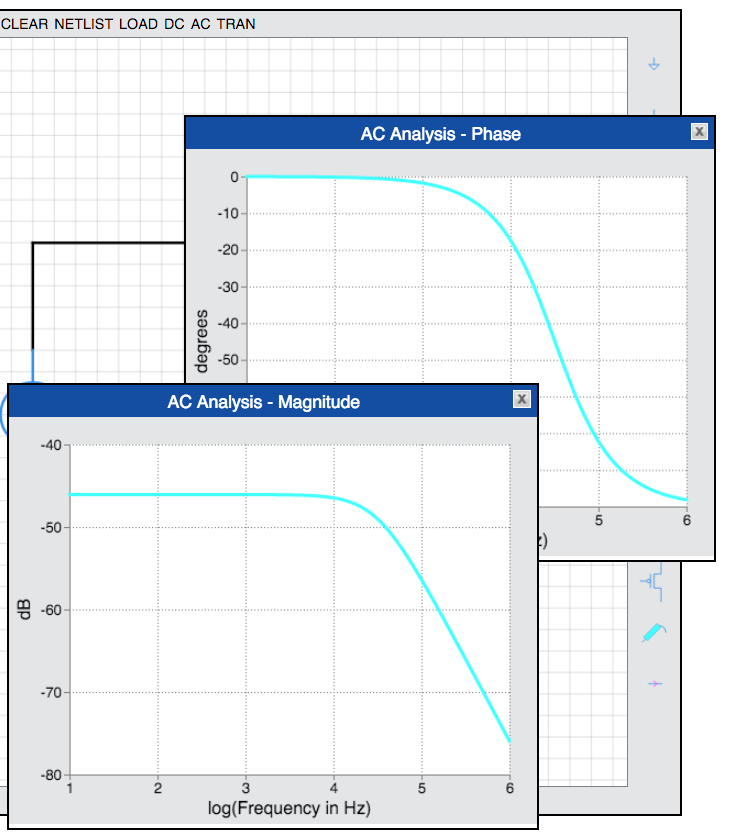 CLEAR NETLIST LOAD DC AC TRAN
AC Analysis - Phase
X
0
-10
-20
-30
-40
-50
degrees
5
6
z)
AC Analysis - Magnitude
X
-40
-50
-60
-70
-80
dB
1
2
3
4
5
6
log(Frequency in Hz)